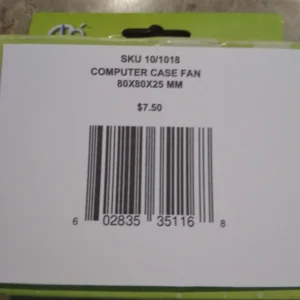 SKU 10/1018
COMPUTER CASE FAN
80X80X25 MM
$7.50
6 02835 35116 8